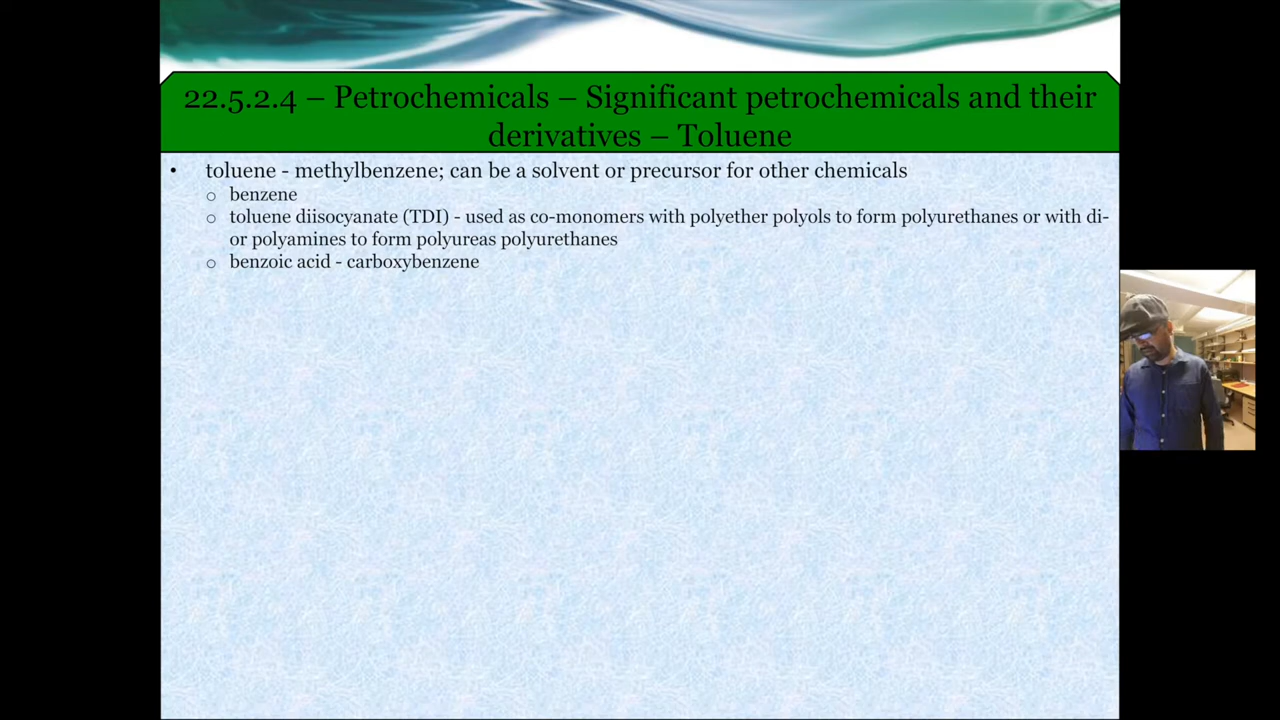 22.5.2.4 – Petrochemicals – Significant petrochemicals and their
derivatives – Toluene
• toluene - methylbenzene; can be a solvent or precursor for other chemicals
○ benzene
○ toluene diisocyanate (TDI) - used as co-monomers with polyether polyols to form polyurethanes or with di-
or polyamines to form polyureas polyurethanes
○ benzoic acid - carboxybenzene